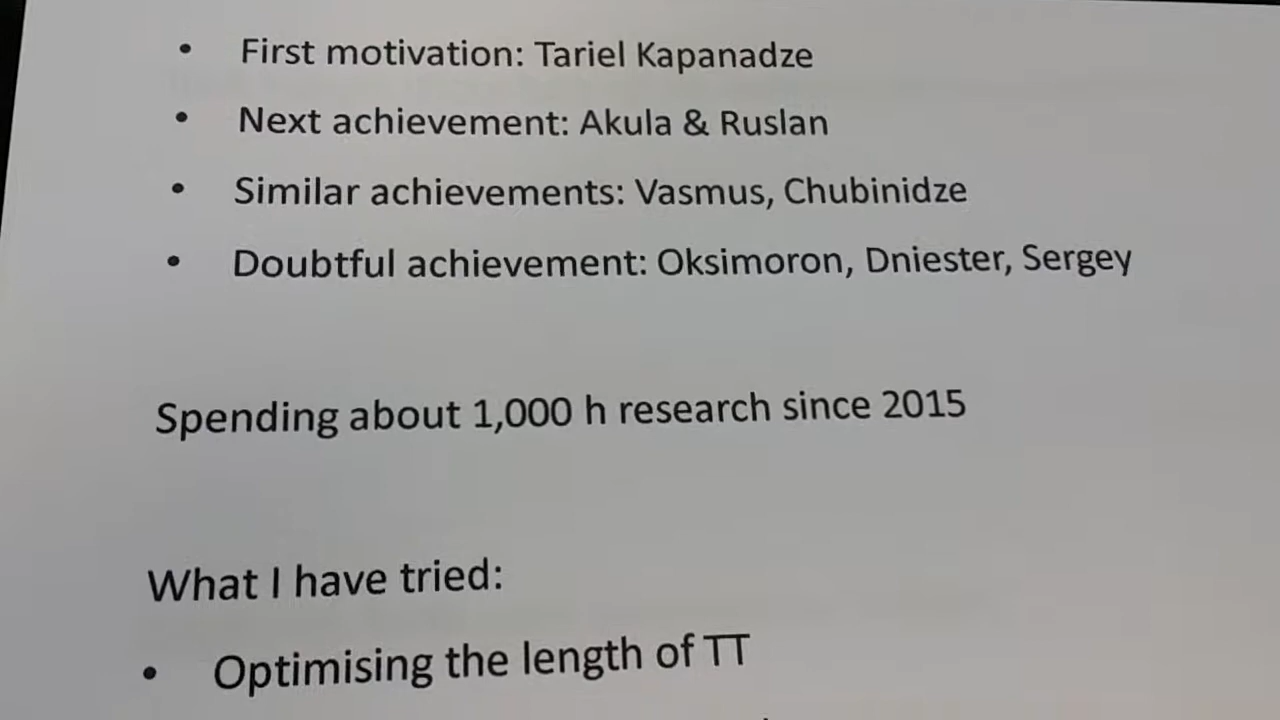 • First motivation: Tariel Kapanadze
• Next achievement: Akula & Ruslan
• Similar achievements: Vasmus, Chubinidze
• Doubtful achievement: Oksimoron, Dniester, Sergey
Spending about 1,000 h research since 2015
What I have tried:
• Optimising the length of TT